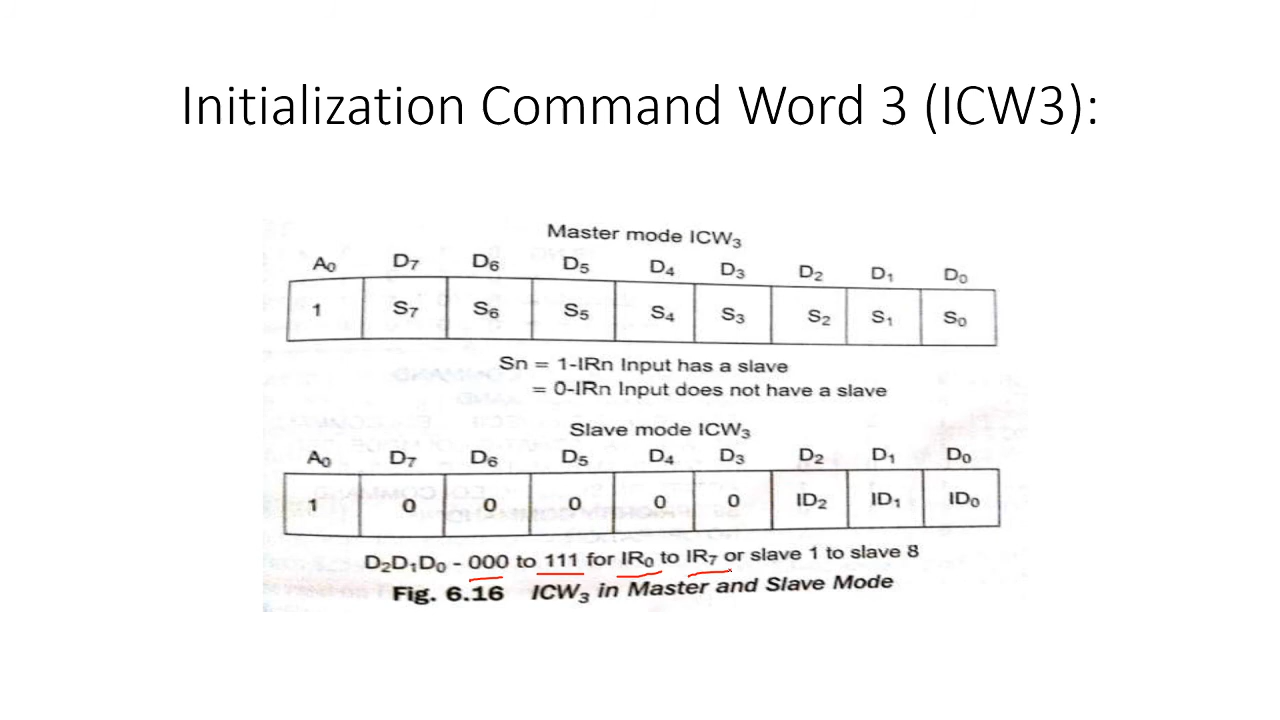 Initialization Command Word 3 (ICW3):
Master mode ICW3
A0 D7 D6 D5 D4 D3 D2 D1 D0
1 S7 S6 S5 S4 S3 S2 S1 S0
Sn = 1-IRn Input has a slave
= 0-IRn Input does not have a slave
Slave mode ICW3
A0 D7 D6 D5 D4 D3 D2 D1 D0
1 0 0 0 0 0 ID2 ID1 ID0
D2D1D0 - 000 to 111 for IR0 to IR7 or slave 1 to slave 8
Fig. 6.16 ICW3 in Master and Slave Mode